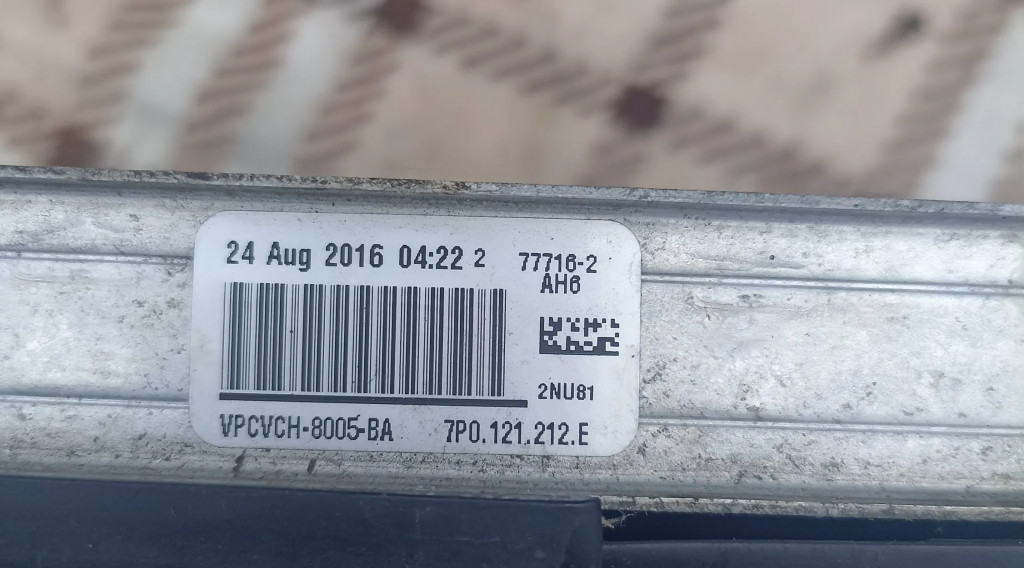 24 Aug 2016 04:22 2
77716-2
AH6
2NU81
VPCVCH-8005-BA 7P0.121.212.E